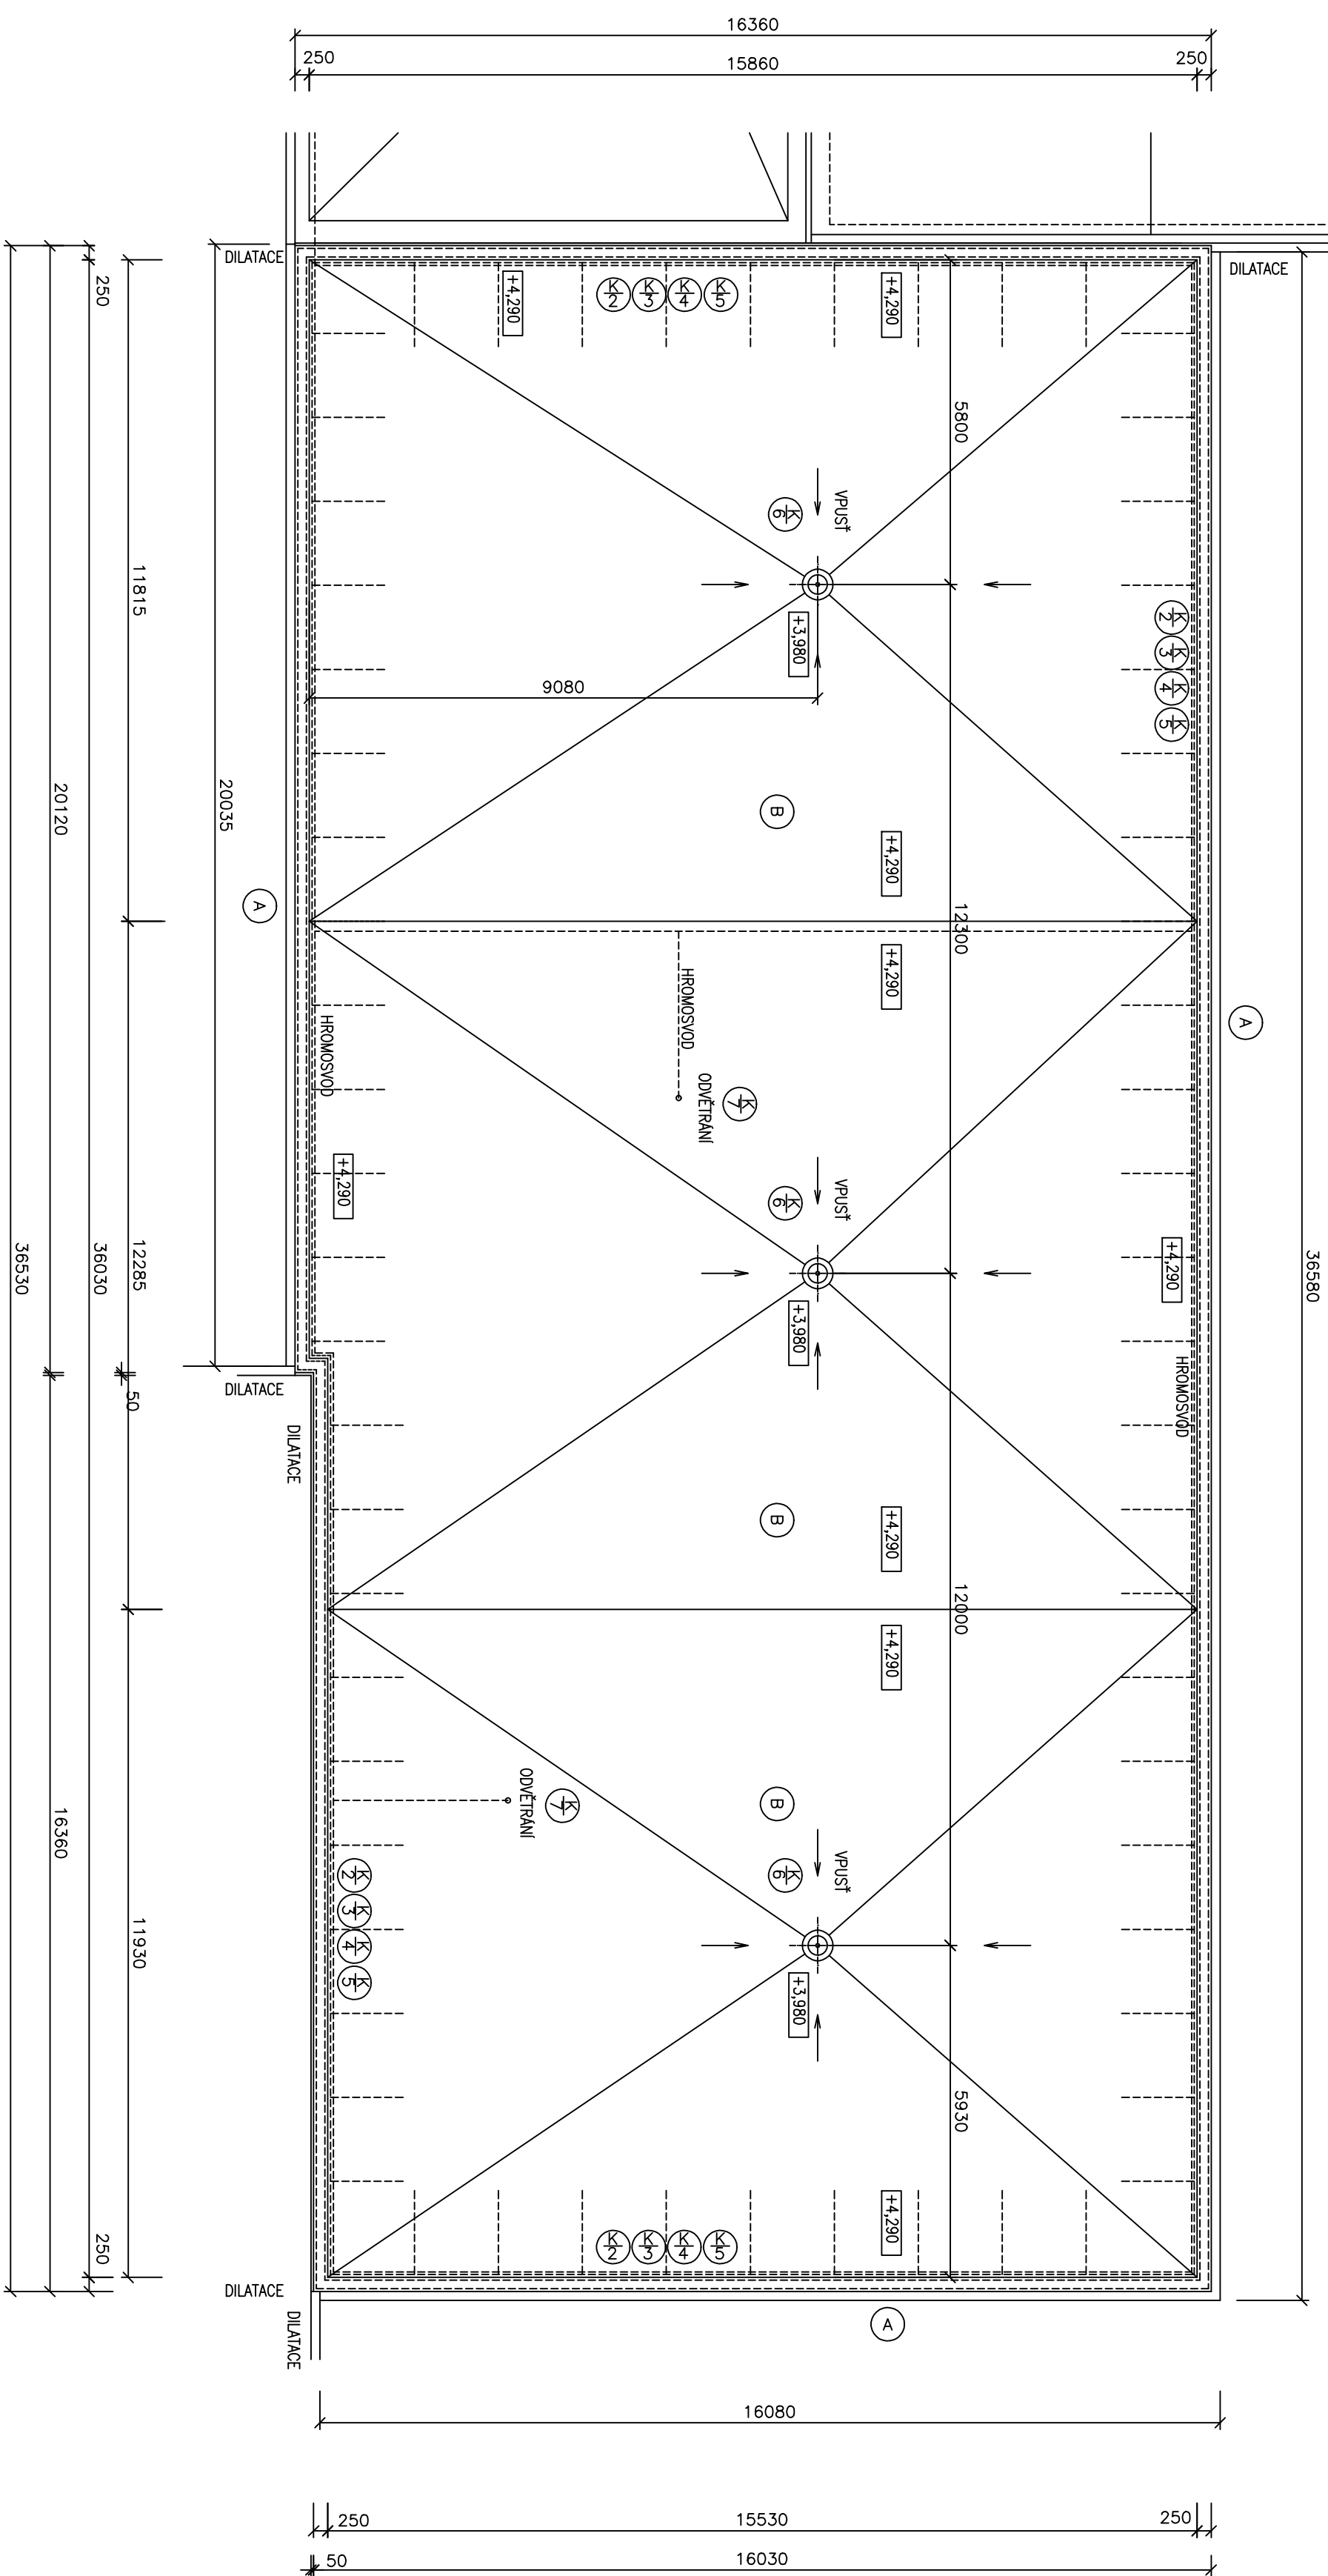 16360
250
15860
250
DILATACE
DILATACE
250
+4,290
K 2
K 3
K 4
K 5
+4,290
5800
VPUSŤ
K 6
11815
+3,980
K 2
K 3
K 4
K 5
9080
20035
20120
B
+4,290
A
12300
+4,290
HROMOSVOD
HROMOSVOD
A
ODVĚTRÁNÍ
K 7
+4,290
VPUSŤ
K 6
36530
36030
12285
+4,290
36580
+3,980
HROMOSVOD
50
DILATACE
DILATACE
B
+4,290
12000
+4,290
ODVĚTRÁNÍ
K 7
B
VPUSŤ
K 6
16360
11930
K 2
K 3
K 4
K 5
+3,980
5930
+4,290
K 2
K 3
K 4
K 5
250
DILATACE
DILATACE
A
16080
250
15530
250
50
16030